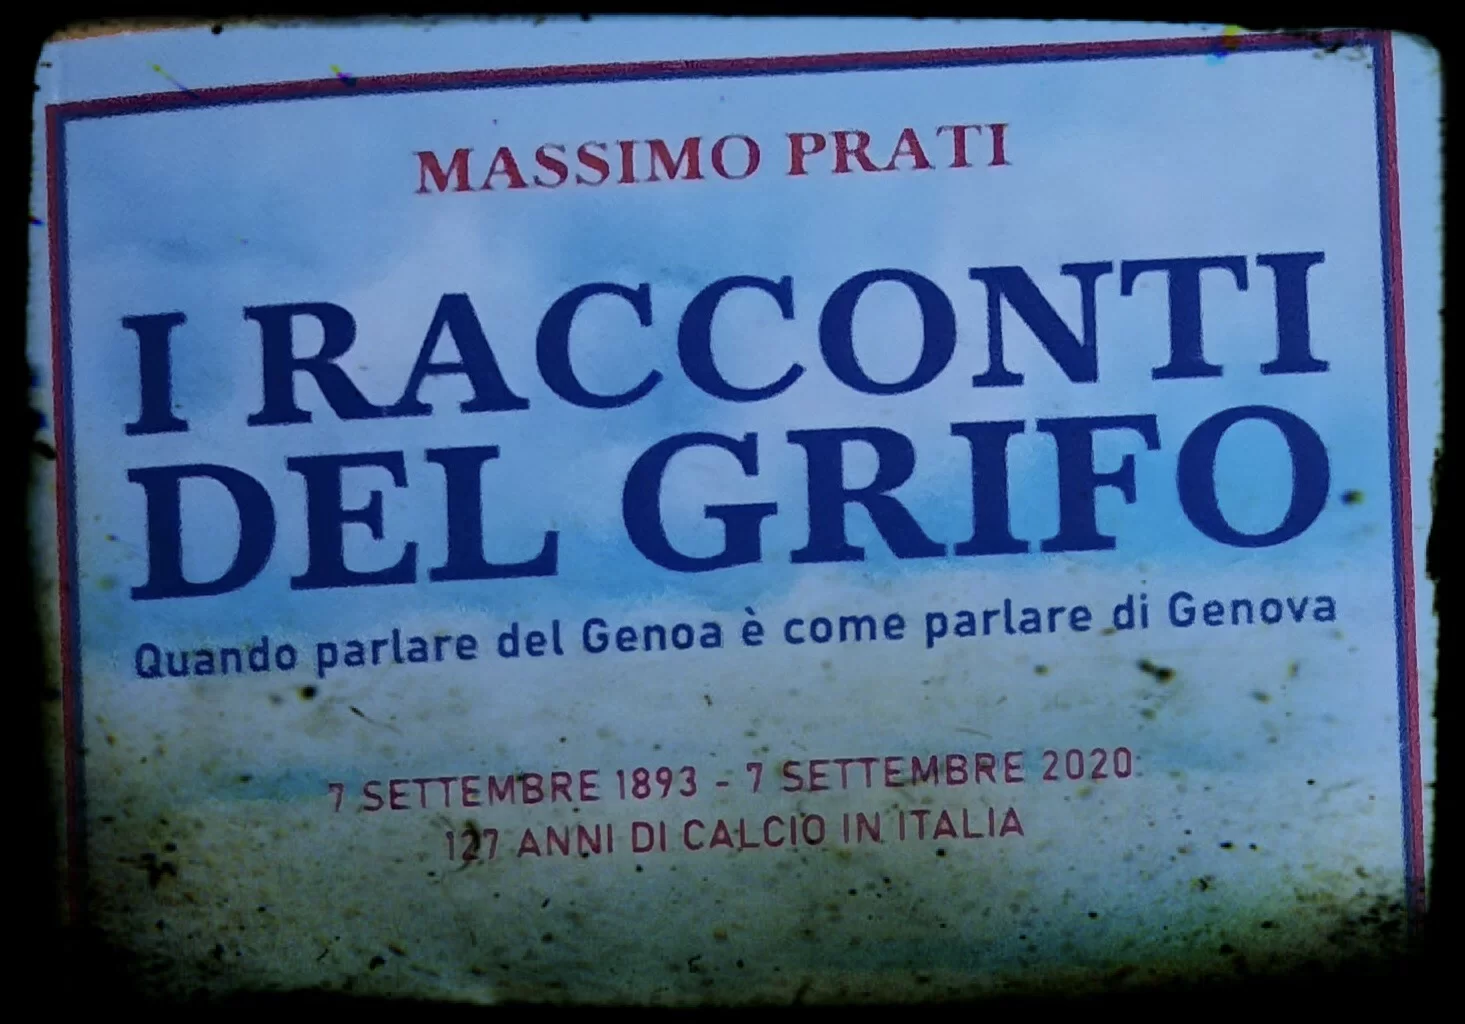 MASSIMO PRATI
I RACCONTI
DEL GRIFO
Quando parlare del Genoa è come parlare di Genova
7 SETTEMBRE 1893 - 7 SETTEMBRE 2020
127 ANNI DI CALCIO IN ITALIA